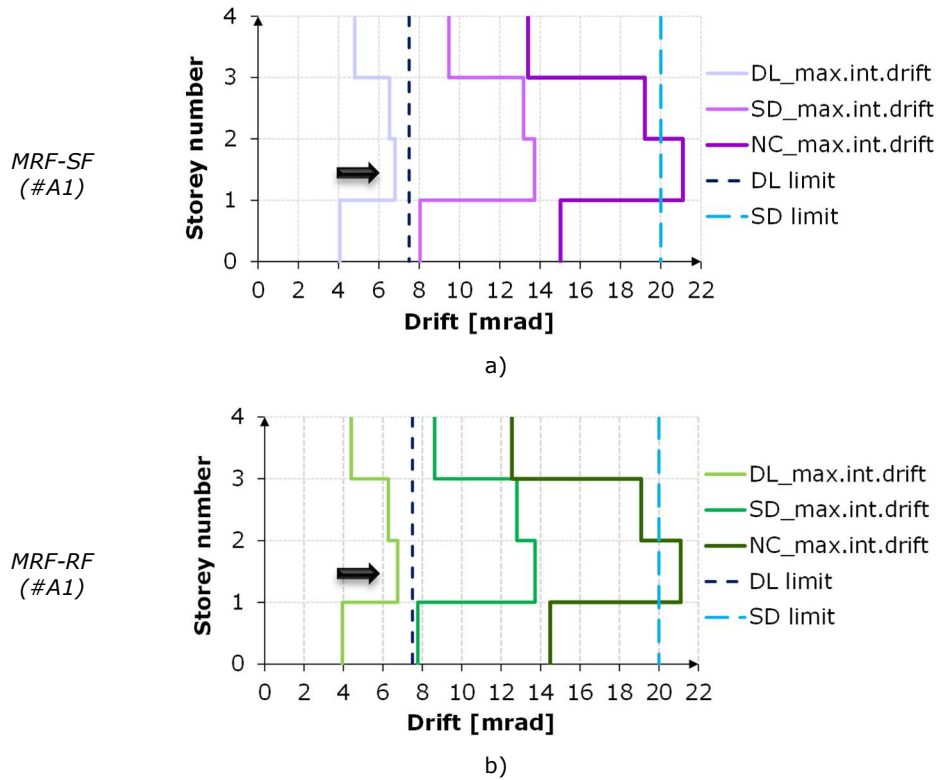 MRF-SF
(#A1)
Storey number
4
3
2
1
0
0 2 4 6 8 10 12 14 16 18 20 22
Drift [mrad]
DL_max.int.drift
SD_max.int.drift
NC_max.int.drift
DL limit
SD limit
a)
MRF-RF
(#A1)
Storey number
4
3
2
1
0
0 2 4 6 8 10 12 14 16 18 20 22
Drift [mrad]
DL_max.int.drift
SD_max.int.drift
NC_max.int.drift
DL limit
SD limit
b)